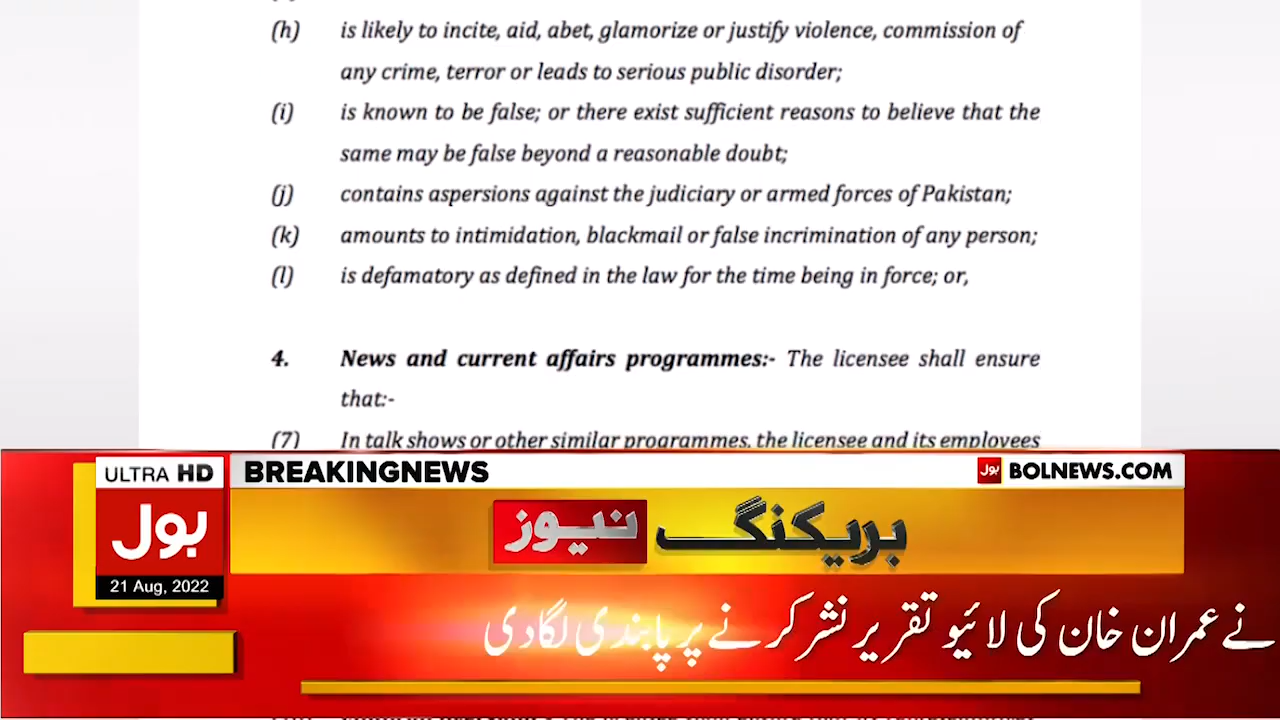 (h) is likely to incite, aid, abet, glamorize or justify violence, commission of
any crime, terror or leads to serious public disorder;
(i) is known to be false; or there exist sufficient reasons to believe that the
same may be false beyond a reasonable doubt;
(j) contains aspersions against the judiciary or armed forces of Pakistan;
(k) amounts to intimidation, blackmail or false incrimination of any person;
(l) is defamatory as defined in the law for the time being in force; or,
4. News and current affairs programmes:- The licensee shall ensure
that:-
(7) In talk shows or other similar programmes, the licensee and its employees
ULTRA HD
BREAKINGNEWS
بول BOLNEWS.COM
بول
21 Aug, 2022
بریکنگ نیوز
نے عمران خان کی لائیو تقریر نشر کرنے پر پابندی لگادی